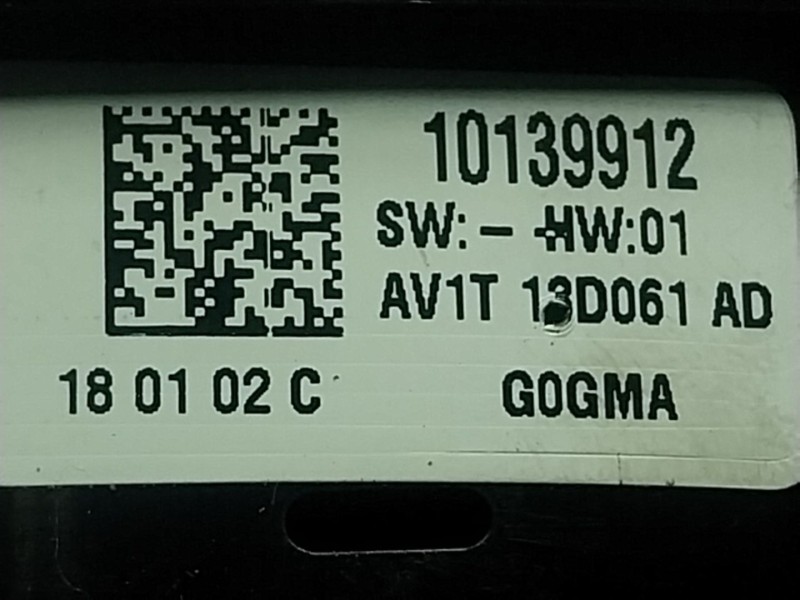 10139912
SW: - -HW:01
AV1T 13D061 AD
18 01 02 C
G0GMA